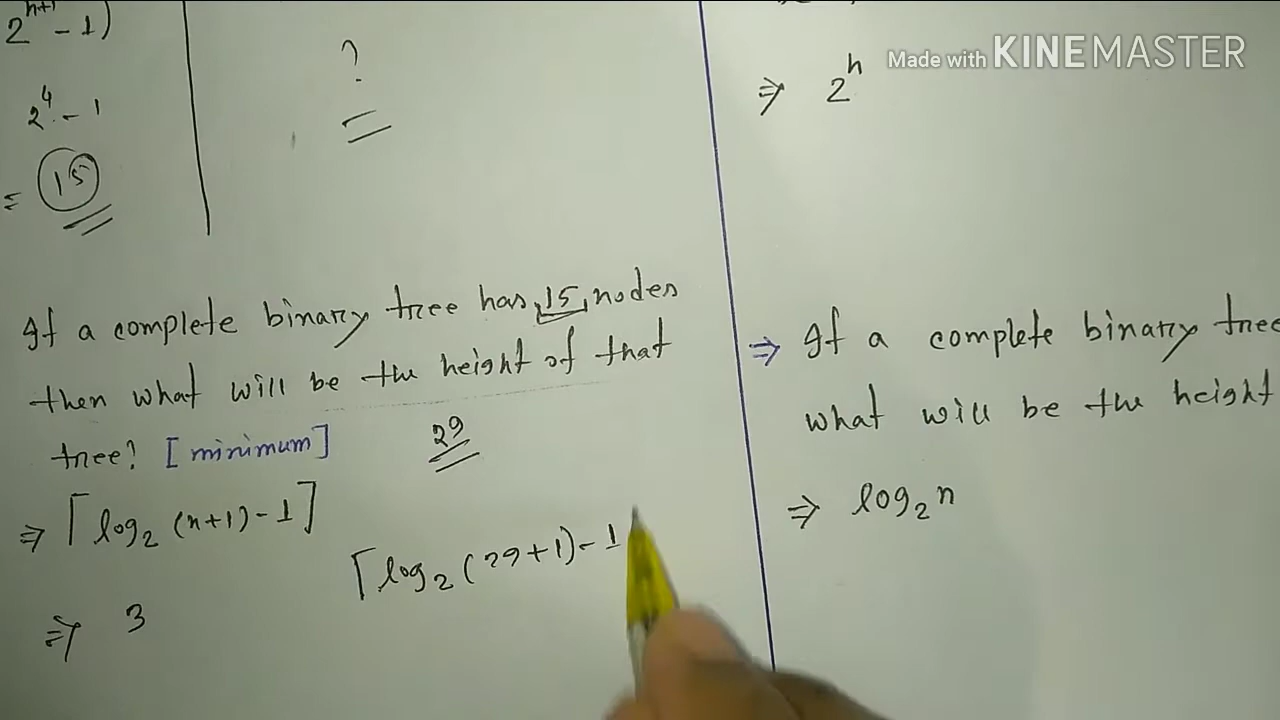 2^{h+1} - 1)
2^4 - 1
= 15
?
If a complete binary tree has 15 nodes
then what will be the height of that
tree? [minimum]
29
⇒ ⌈log₂ (n+1) - 1⌉
⌈log₂ (29+1) - 1
⇒ 3
Made with KINEMASTER
⇒ 2^h
⇒ If a complete binary tree
what will be the height
⇒ log₂ n